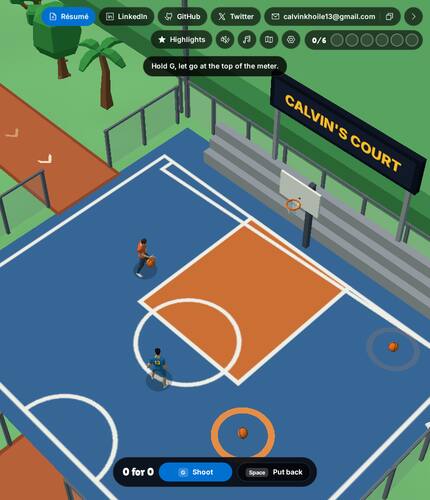 Résumé LinkedIn GitHub Twitter calvinkhoile13@gmail.com
Highlights 0/6
Hold G, let go at the top of the meter.
CALVIN'S COURT
0 for 0 G Shoot Space Put back